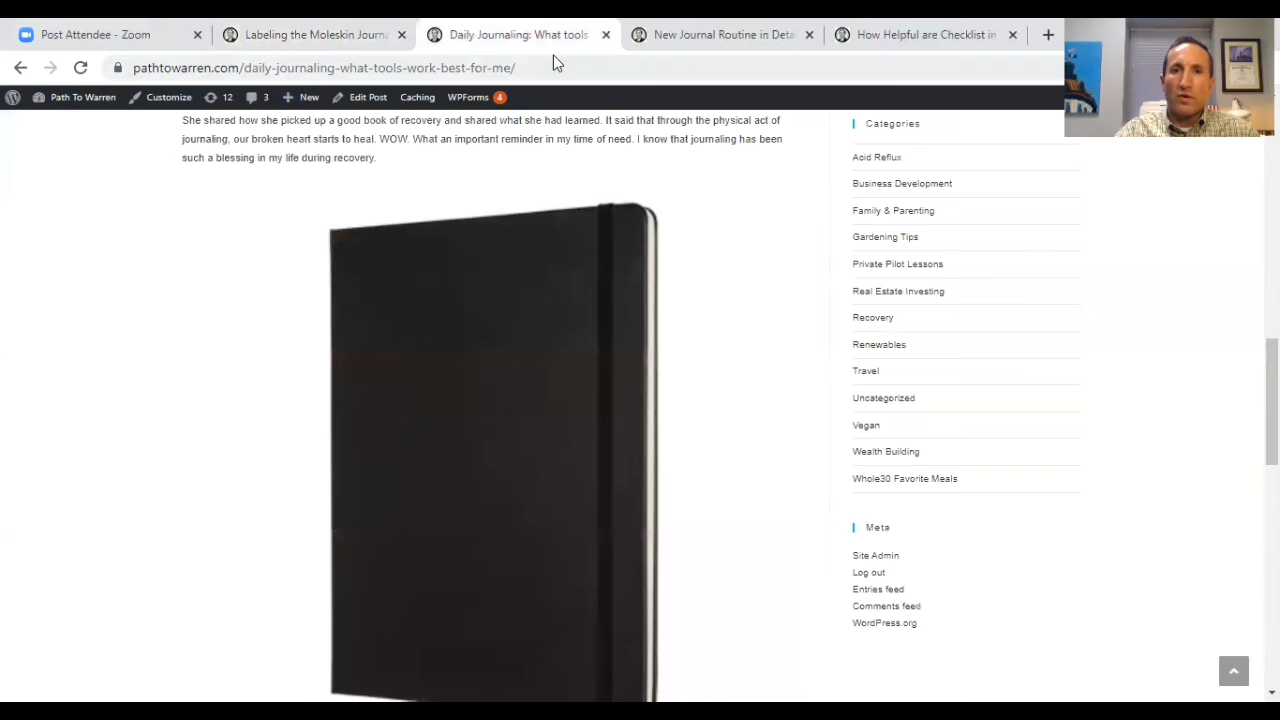 Post Attendee - Zoom
Labeling the Moleskin Journa
Daily Journaling: What tools
New Journal Routine in Deta
How Helpful are Checklist in
pathtowarren.com/daily-journaling-what-tools-work-best-for-me/
Path To Warren
Customize
12
3
New
Edit Post
Caching
WPForms 4
She shared how she picked up a good book of recovery and shared what she had learned. It said that through the physical act of
journaling, our broken heart starts to heal. WOW. What an important reminder in my time of need. I know that journaling has been
such a blessing in my life during recovery.
Categories
Acid Reflux
Business Development
Family & Parenting
Gardening Tips
Private Pilot Lessons
Real Estate Investing
Recovery
Renewables
Travel
Uncategorized
Vegan
Wealth Building
Whole30 Favorite Meals
Meta
Site Admin
Log out
Entries feed
Comments feed
WordPress.org